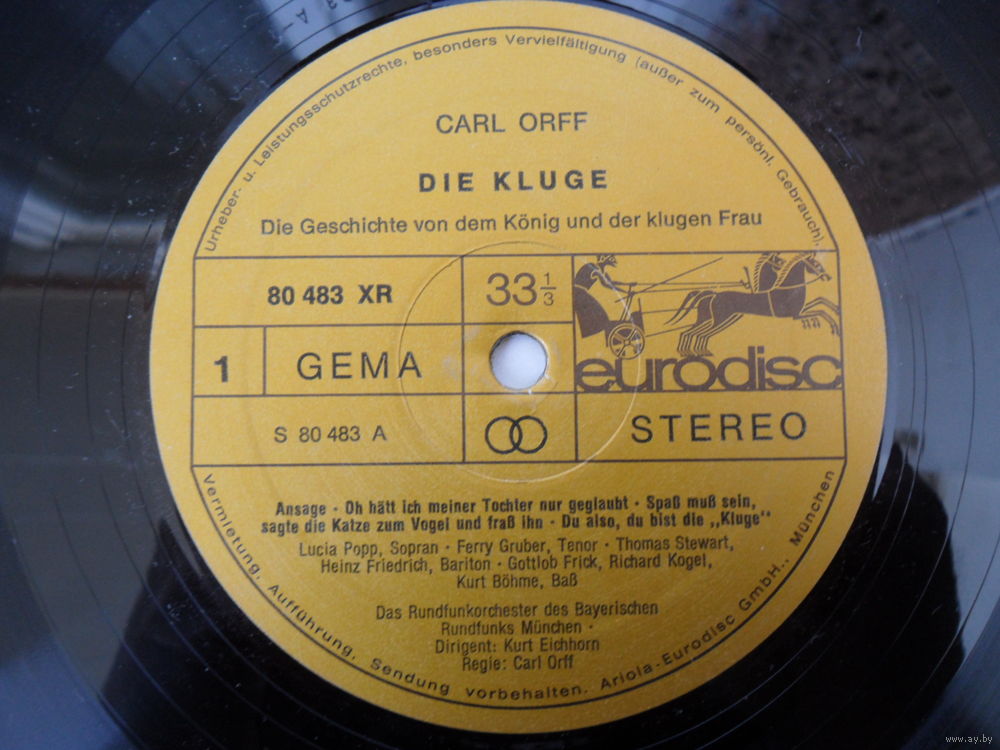 Urheber- u. Leistungsschutzrechte, besonders Vervielfältigung (außer zum persönl. Gebrauch),
CARL ORFF
DIE KLUGE
Die Geschichte von dem König und der klugen Frau
80 483 XR
33 1/3
1
GEMA
eurodisc
S 80 483 A
STEREO
Ansage · Oh hätt ich meiner Tochter nur geglaubt · Spaß muß sein,
sagte die Katze zum Vogel und fraß ihn · Du also, du bist die „Kluge"
Lucia Popp, Sopran · Ferry Gruber, Tenor · Thomas Stewart,
Heinz Friedrich, Bariton · Gottlob Frick, Richard Kogel,
Kurt Böhme, Baß
Das Rundfunkorchester des Bayerischen
Rundfunks München ·
Dirigent: Kurt Eichhorn
Regie: Carl Orff
Vermietung, Aufführung, Sendung vorbehalten. Ariola-Eurodisc GmbH., München
www.ay.by